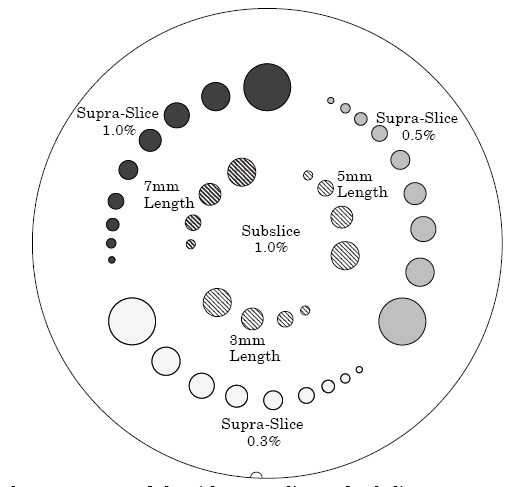 Supra-Slice
1.0%
Supra-Slice
0.5%
7mm
Length
5mm
Length
Subslice
1.0%
3mm
Length
Supra-Slice
0.3%